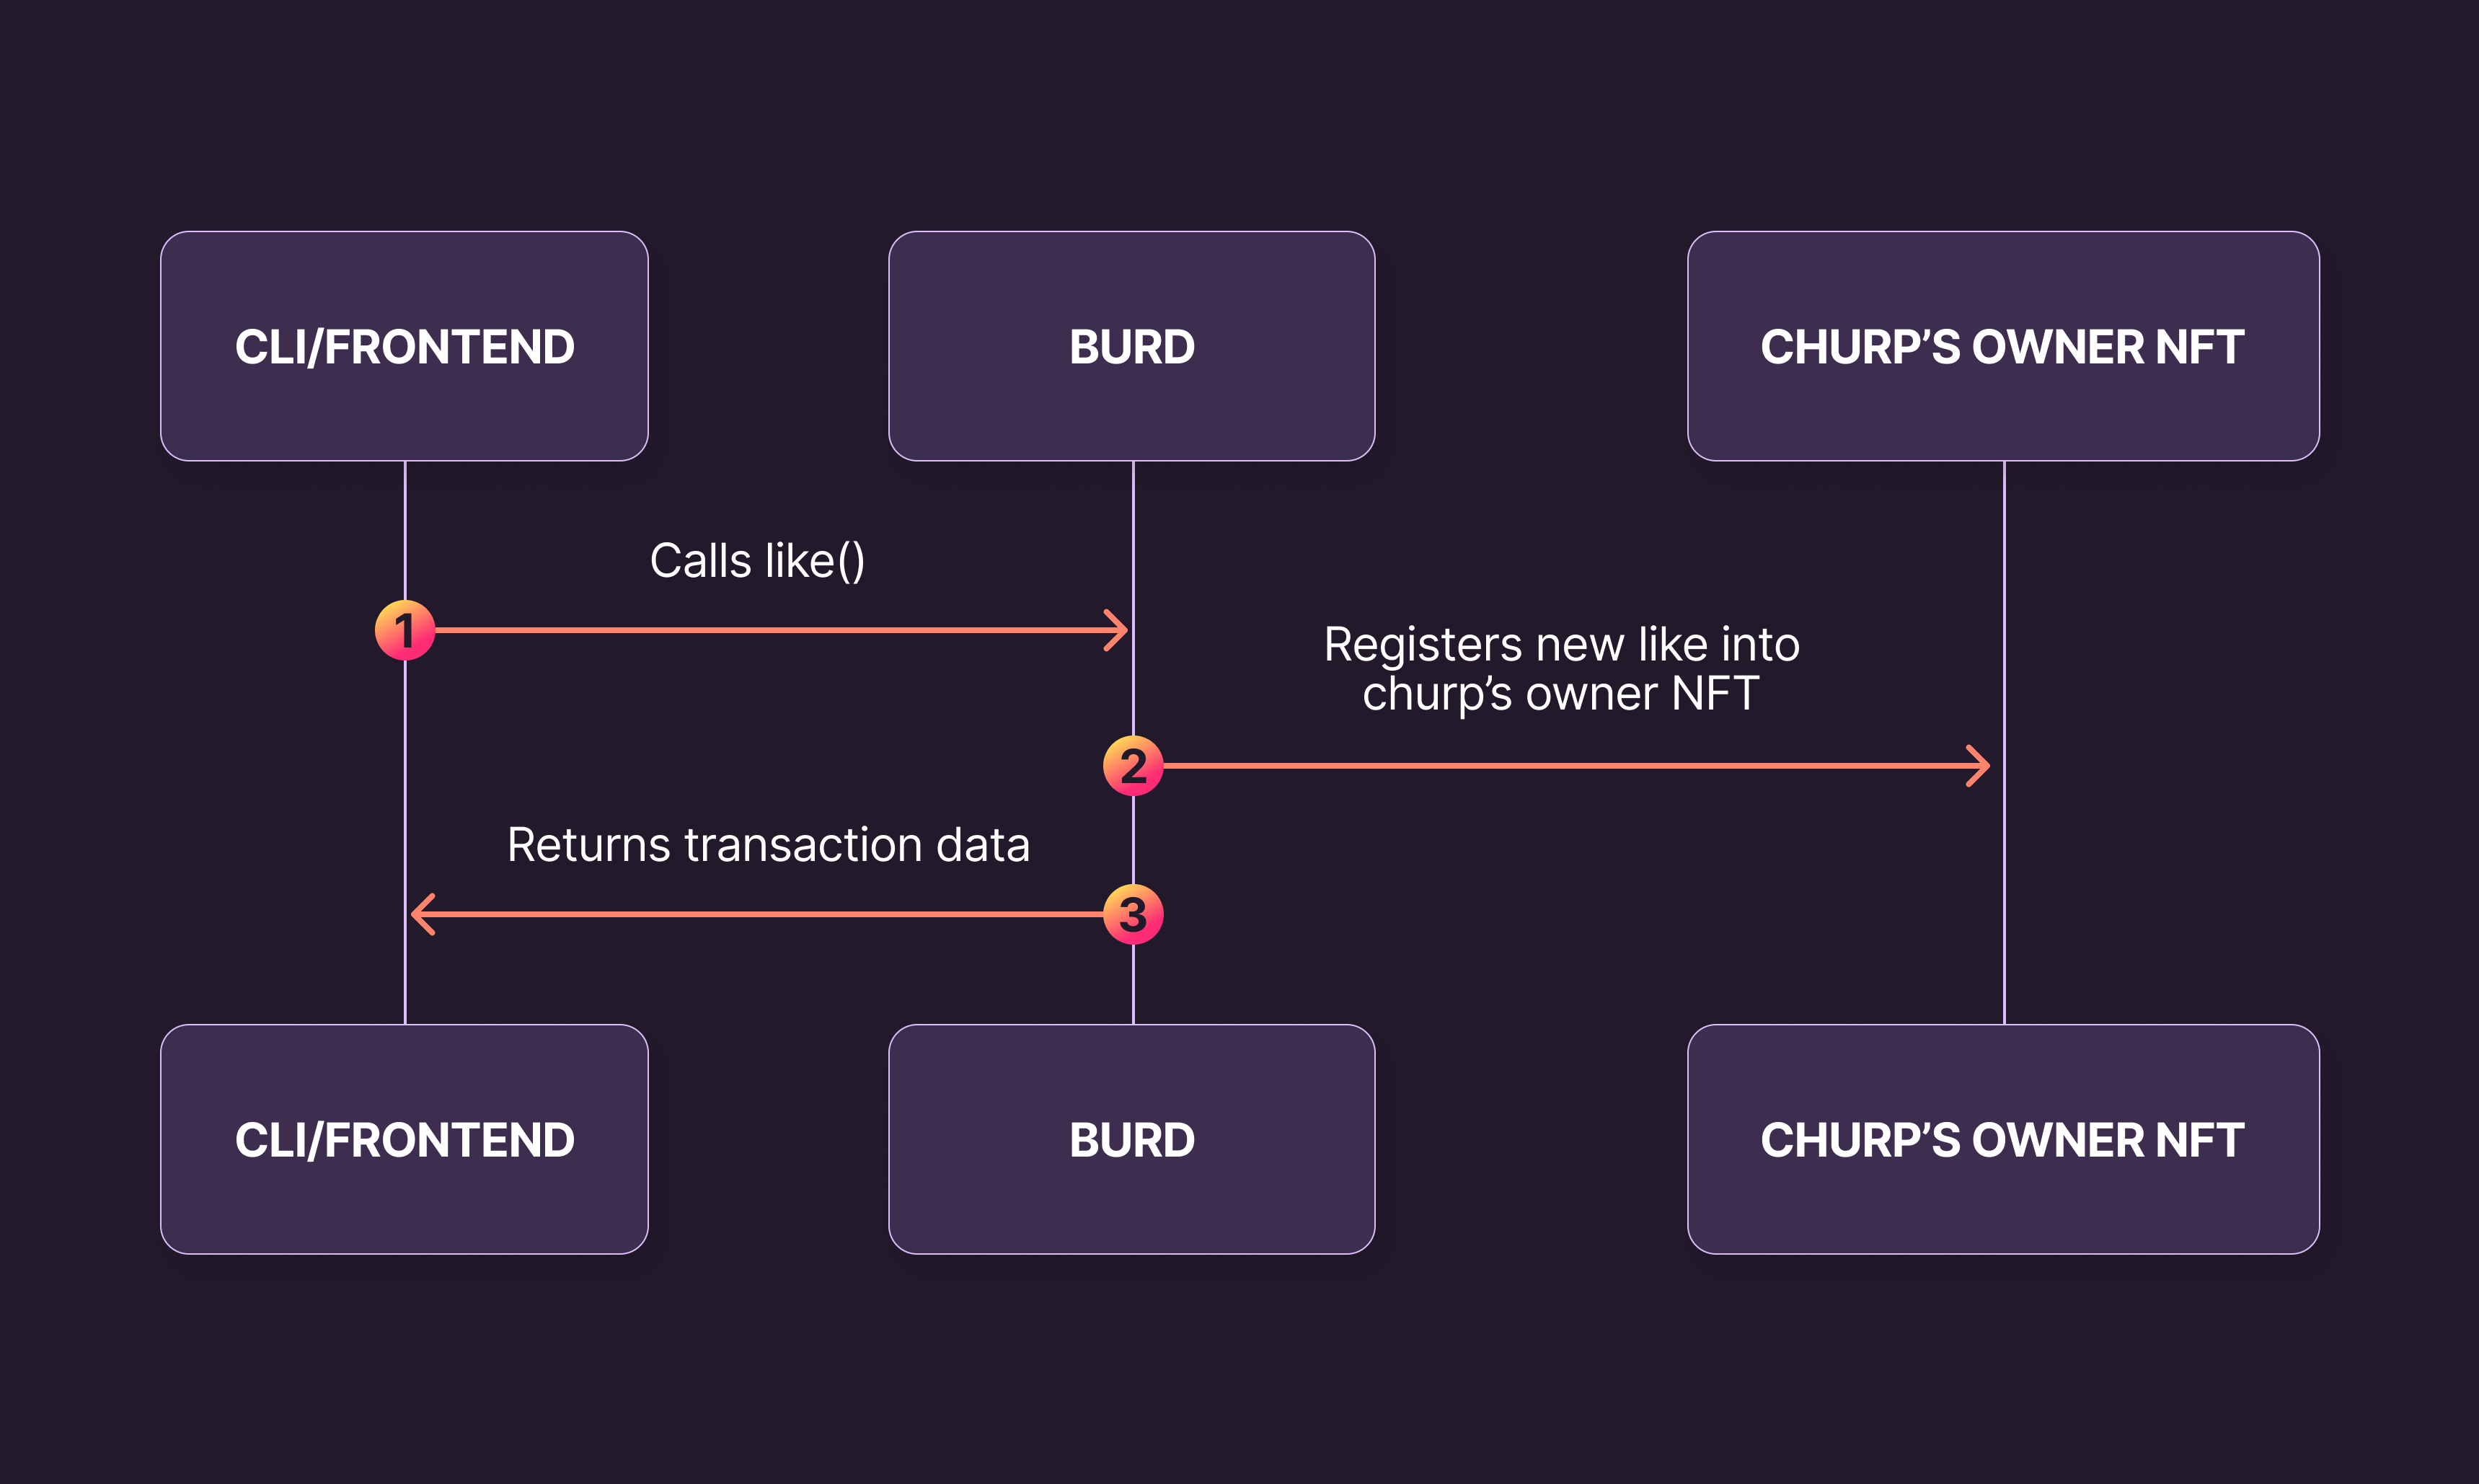 CLI/FRONTEND
BURD
CHURP’S OWNER NFT
Calls like()
1
Registers new like into
churp’s owner NFT
2
Returns transaction data
3
CLI/FRONTEND
BURD
CHURP’S OWNER NFT